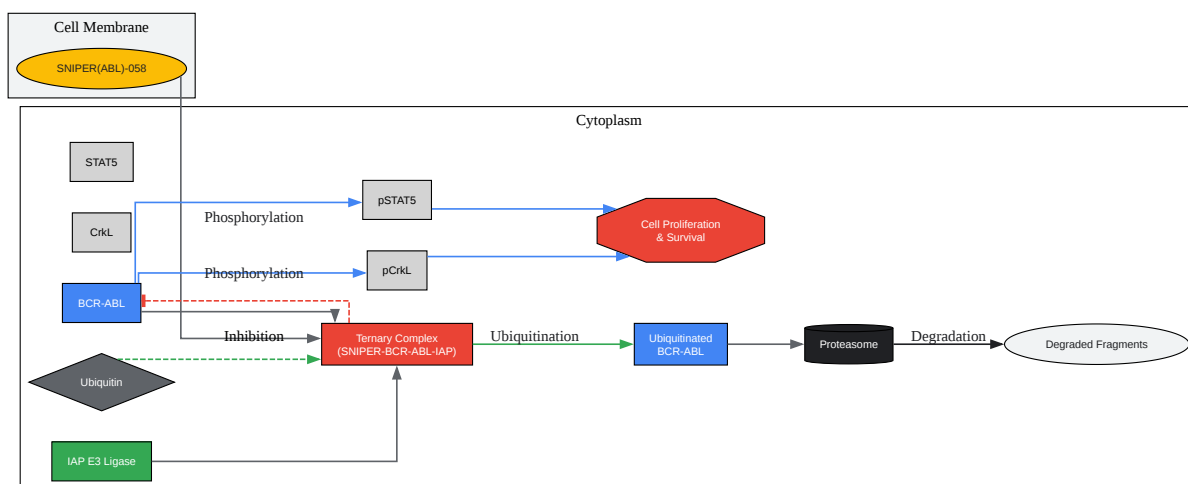 Cell Membrane
SNIPER(ABL)-058
Cytoplasm
STAT5
pSTAT5
Phosphorylation
CrkL
Cell Proliferation
& Survival
pCrkL
Phosphorylation
BCR-ABL
Inhibition
Ternary Complex
(SNIPER-BCR-ABL-IAP)
Ubiquitination
Ubiquitinated
BCR-ABL
Proteasome
Degradation
Degraded Fragments
Ubiquitin
IAP E3 Ligase